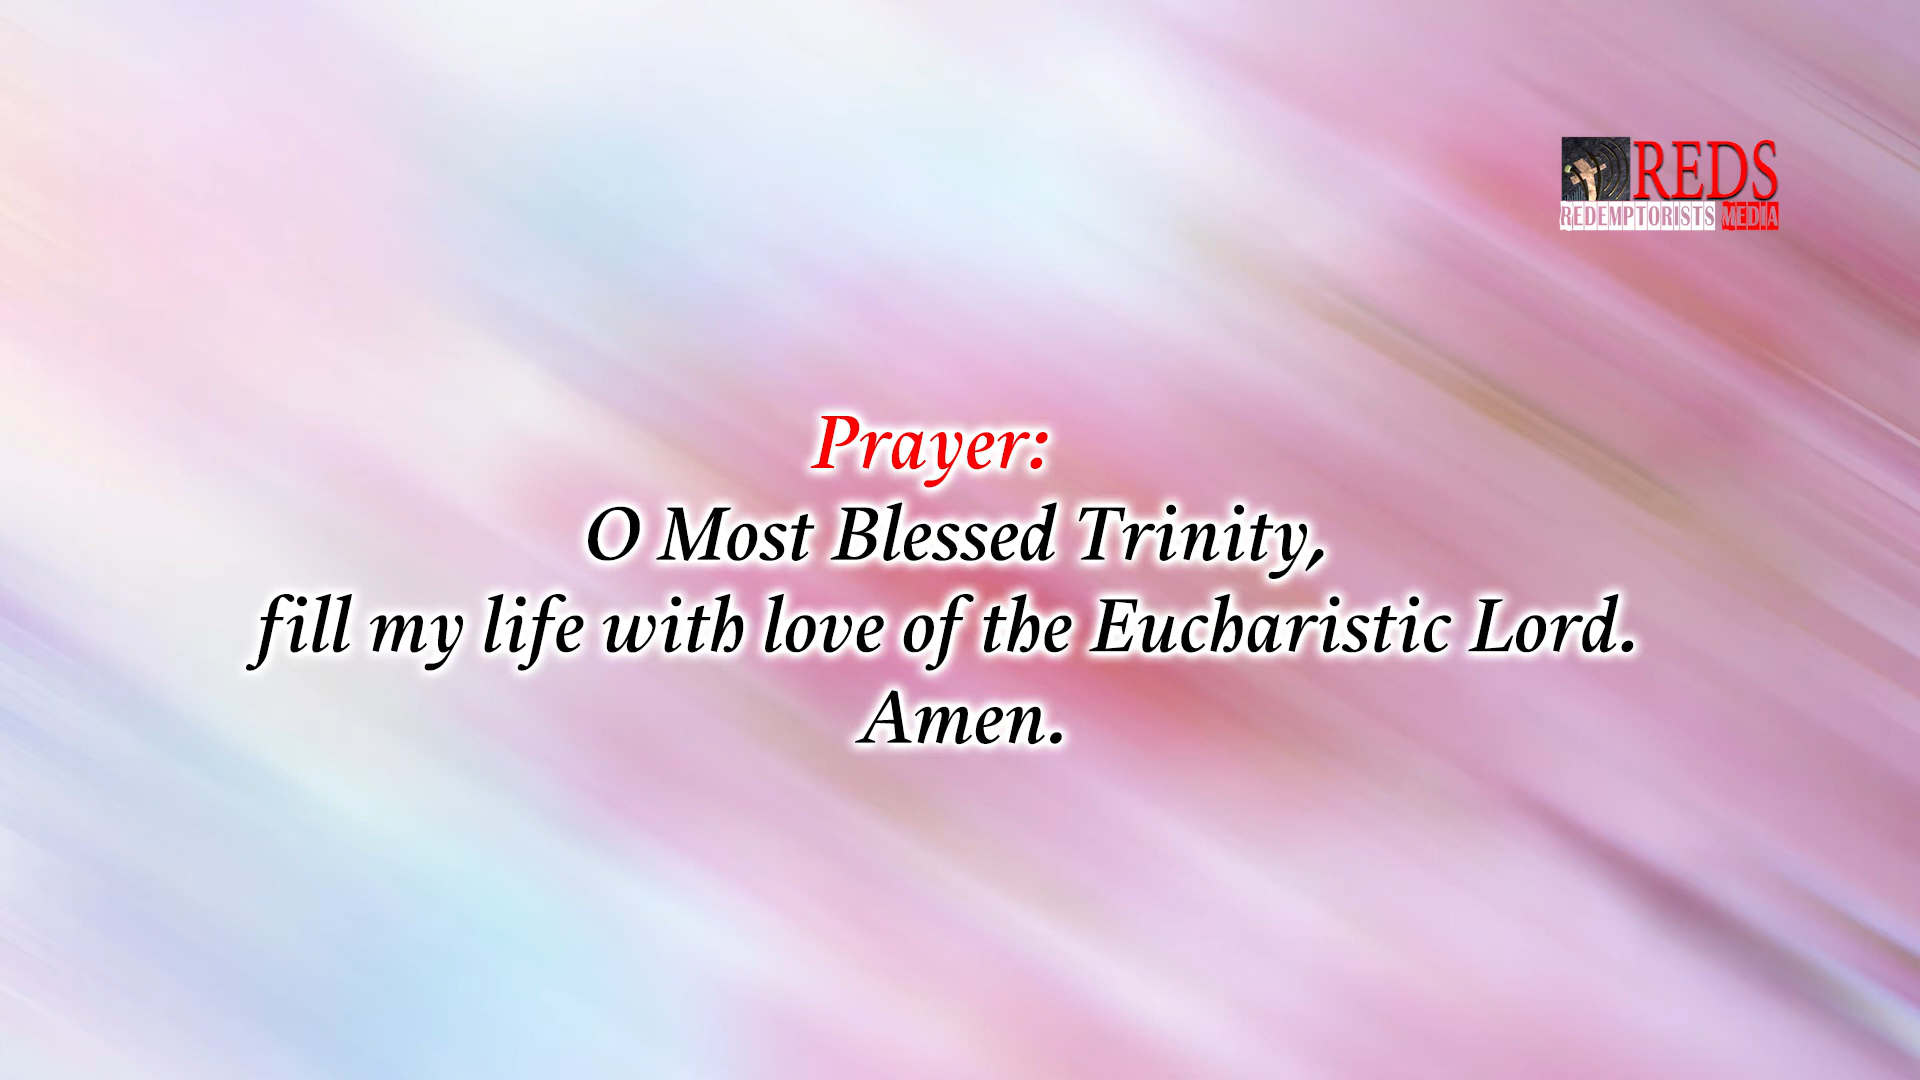 REDS
REDEMPTORISTS MEDIA
Prayer:
O Most Blessed Trinity,
fill my life with love of the Eucharistic Lord.
Amen.